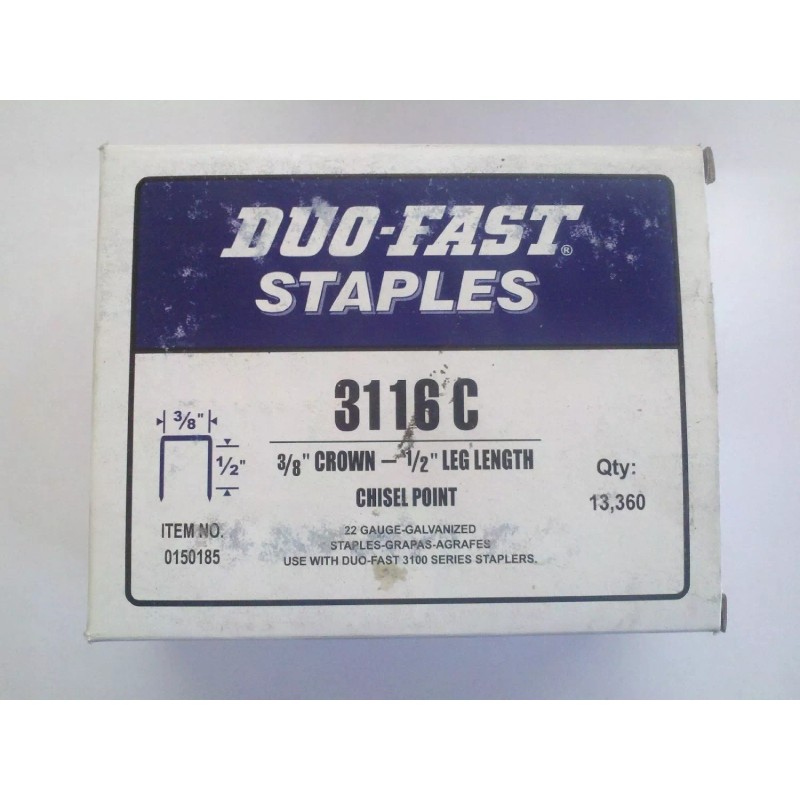 DUO-FAST®
STAPLES
3116 C
3/8" CROWN – 1/2" LEG LENGTH
CHISEL POINT
22 GAUGE-GALVANIZED
STAPLES-GRAPAS-AGRAFES
USE WITH DUO-FAST 3100 SERIES STAPLERS.
3/8"
1/2"
ITEM NO.
0150185
Qty:
13,360